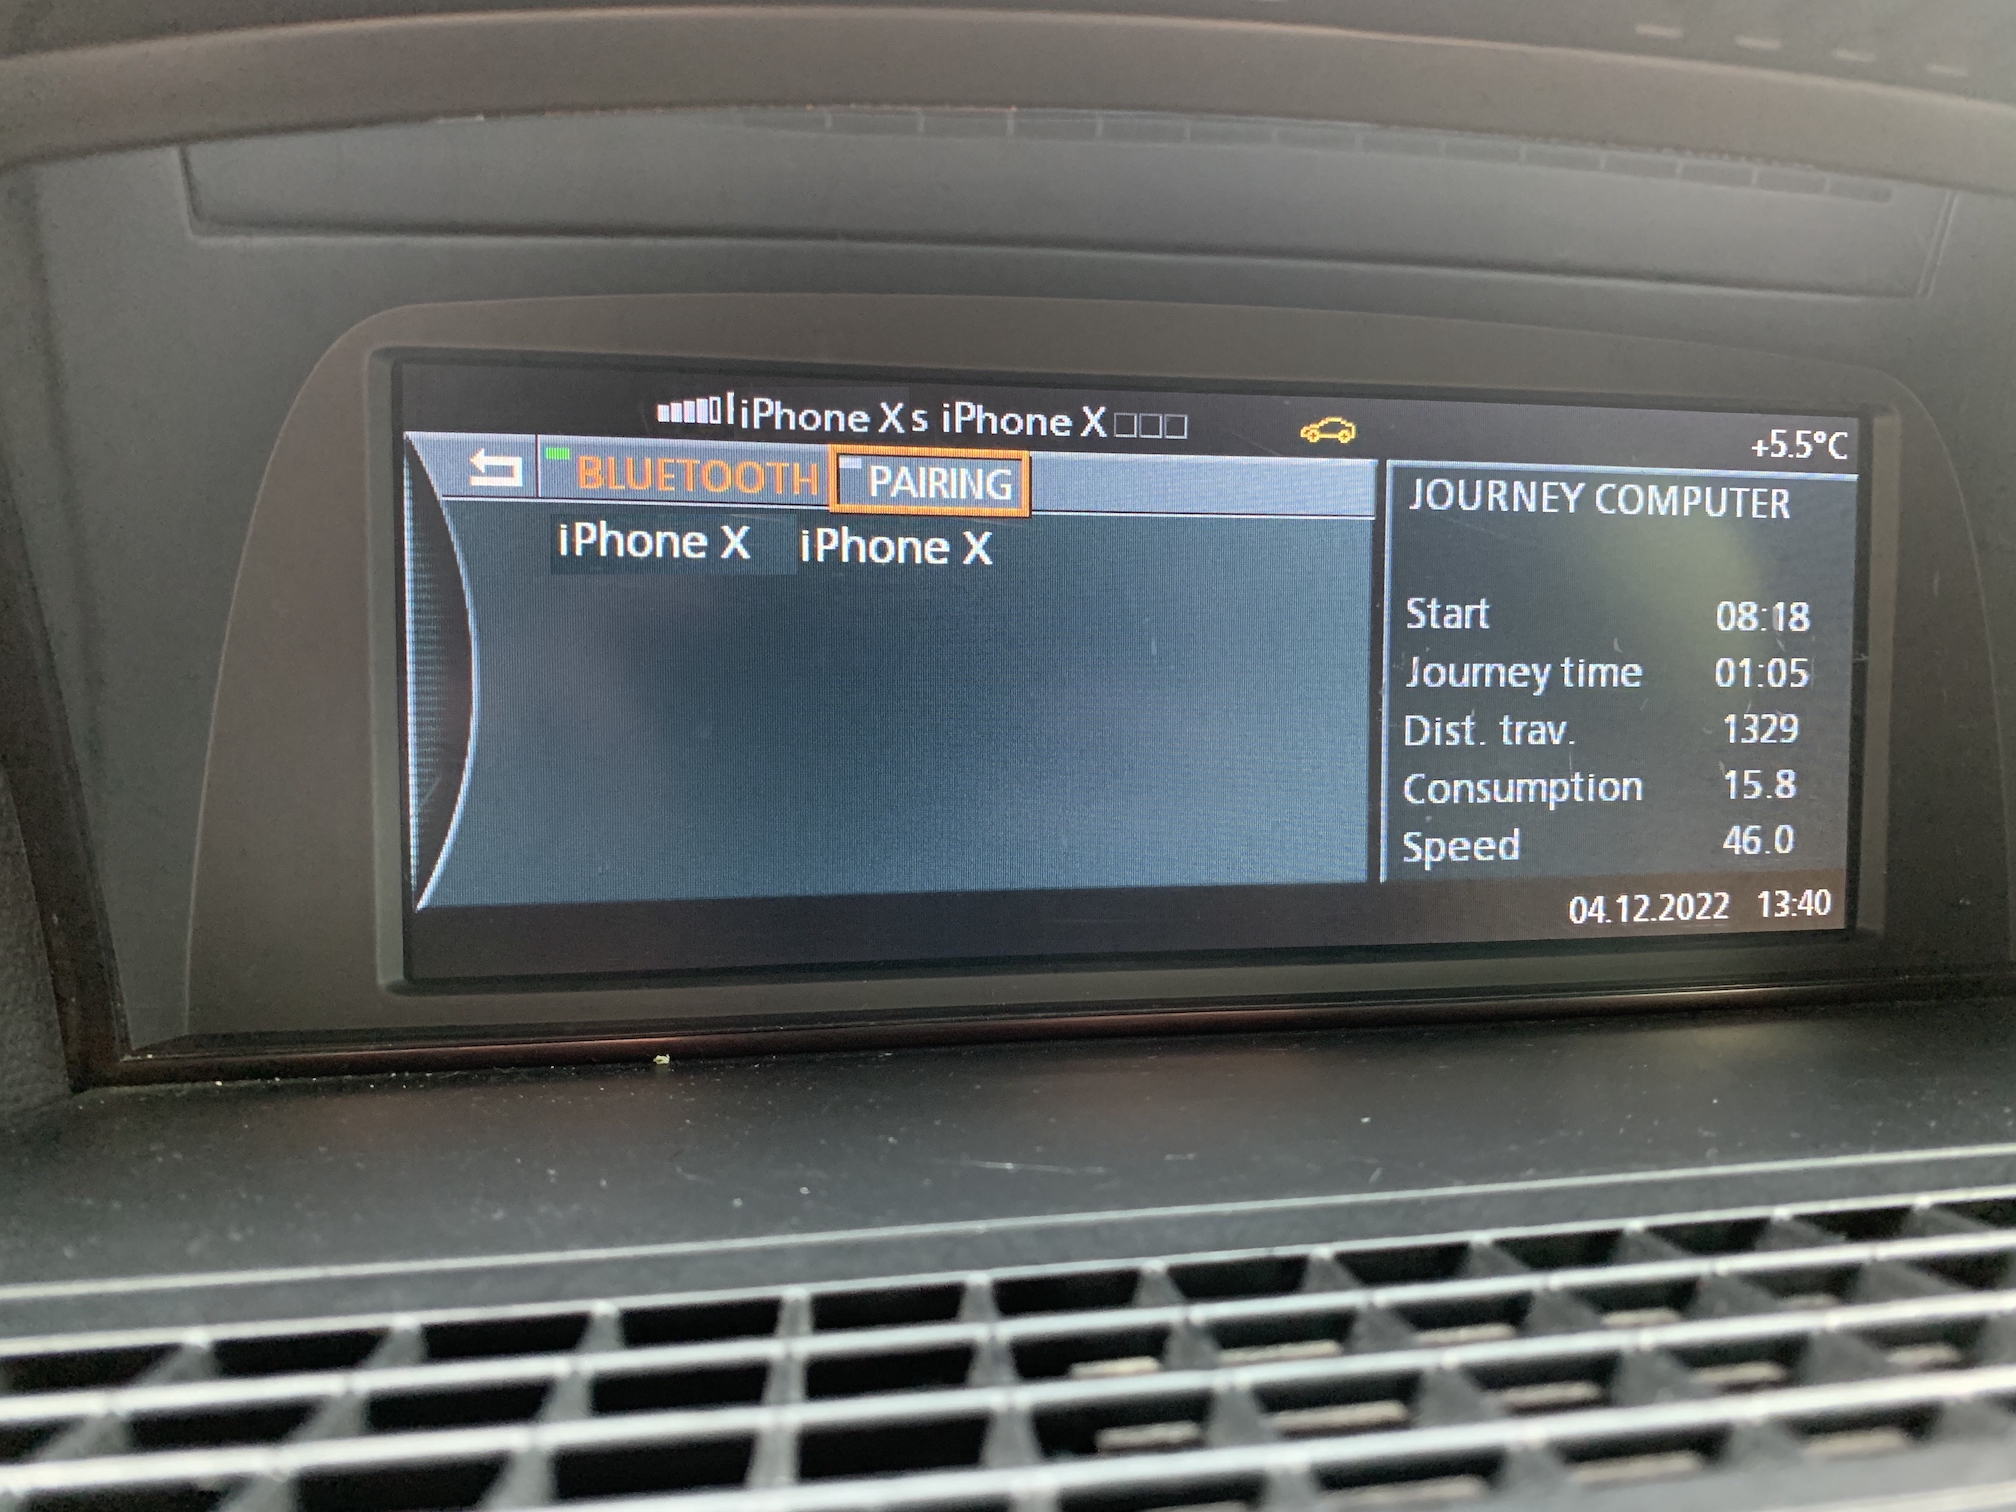 iPhone Xs iPhone X□□□
+5.5°C
BLUETOOTH PAIRING
iPhone X iPhone X
JOURNEY COMPUTER
Start 08:18
Journey time 01:05
Dist. trav. 1329
Consumption 15.8
Speed 46.0
04.12.2022 13:40